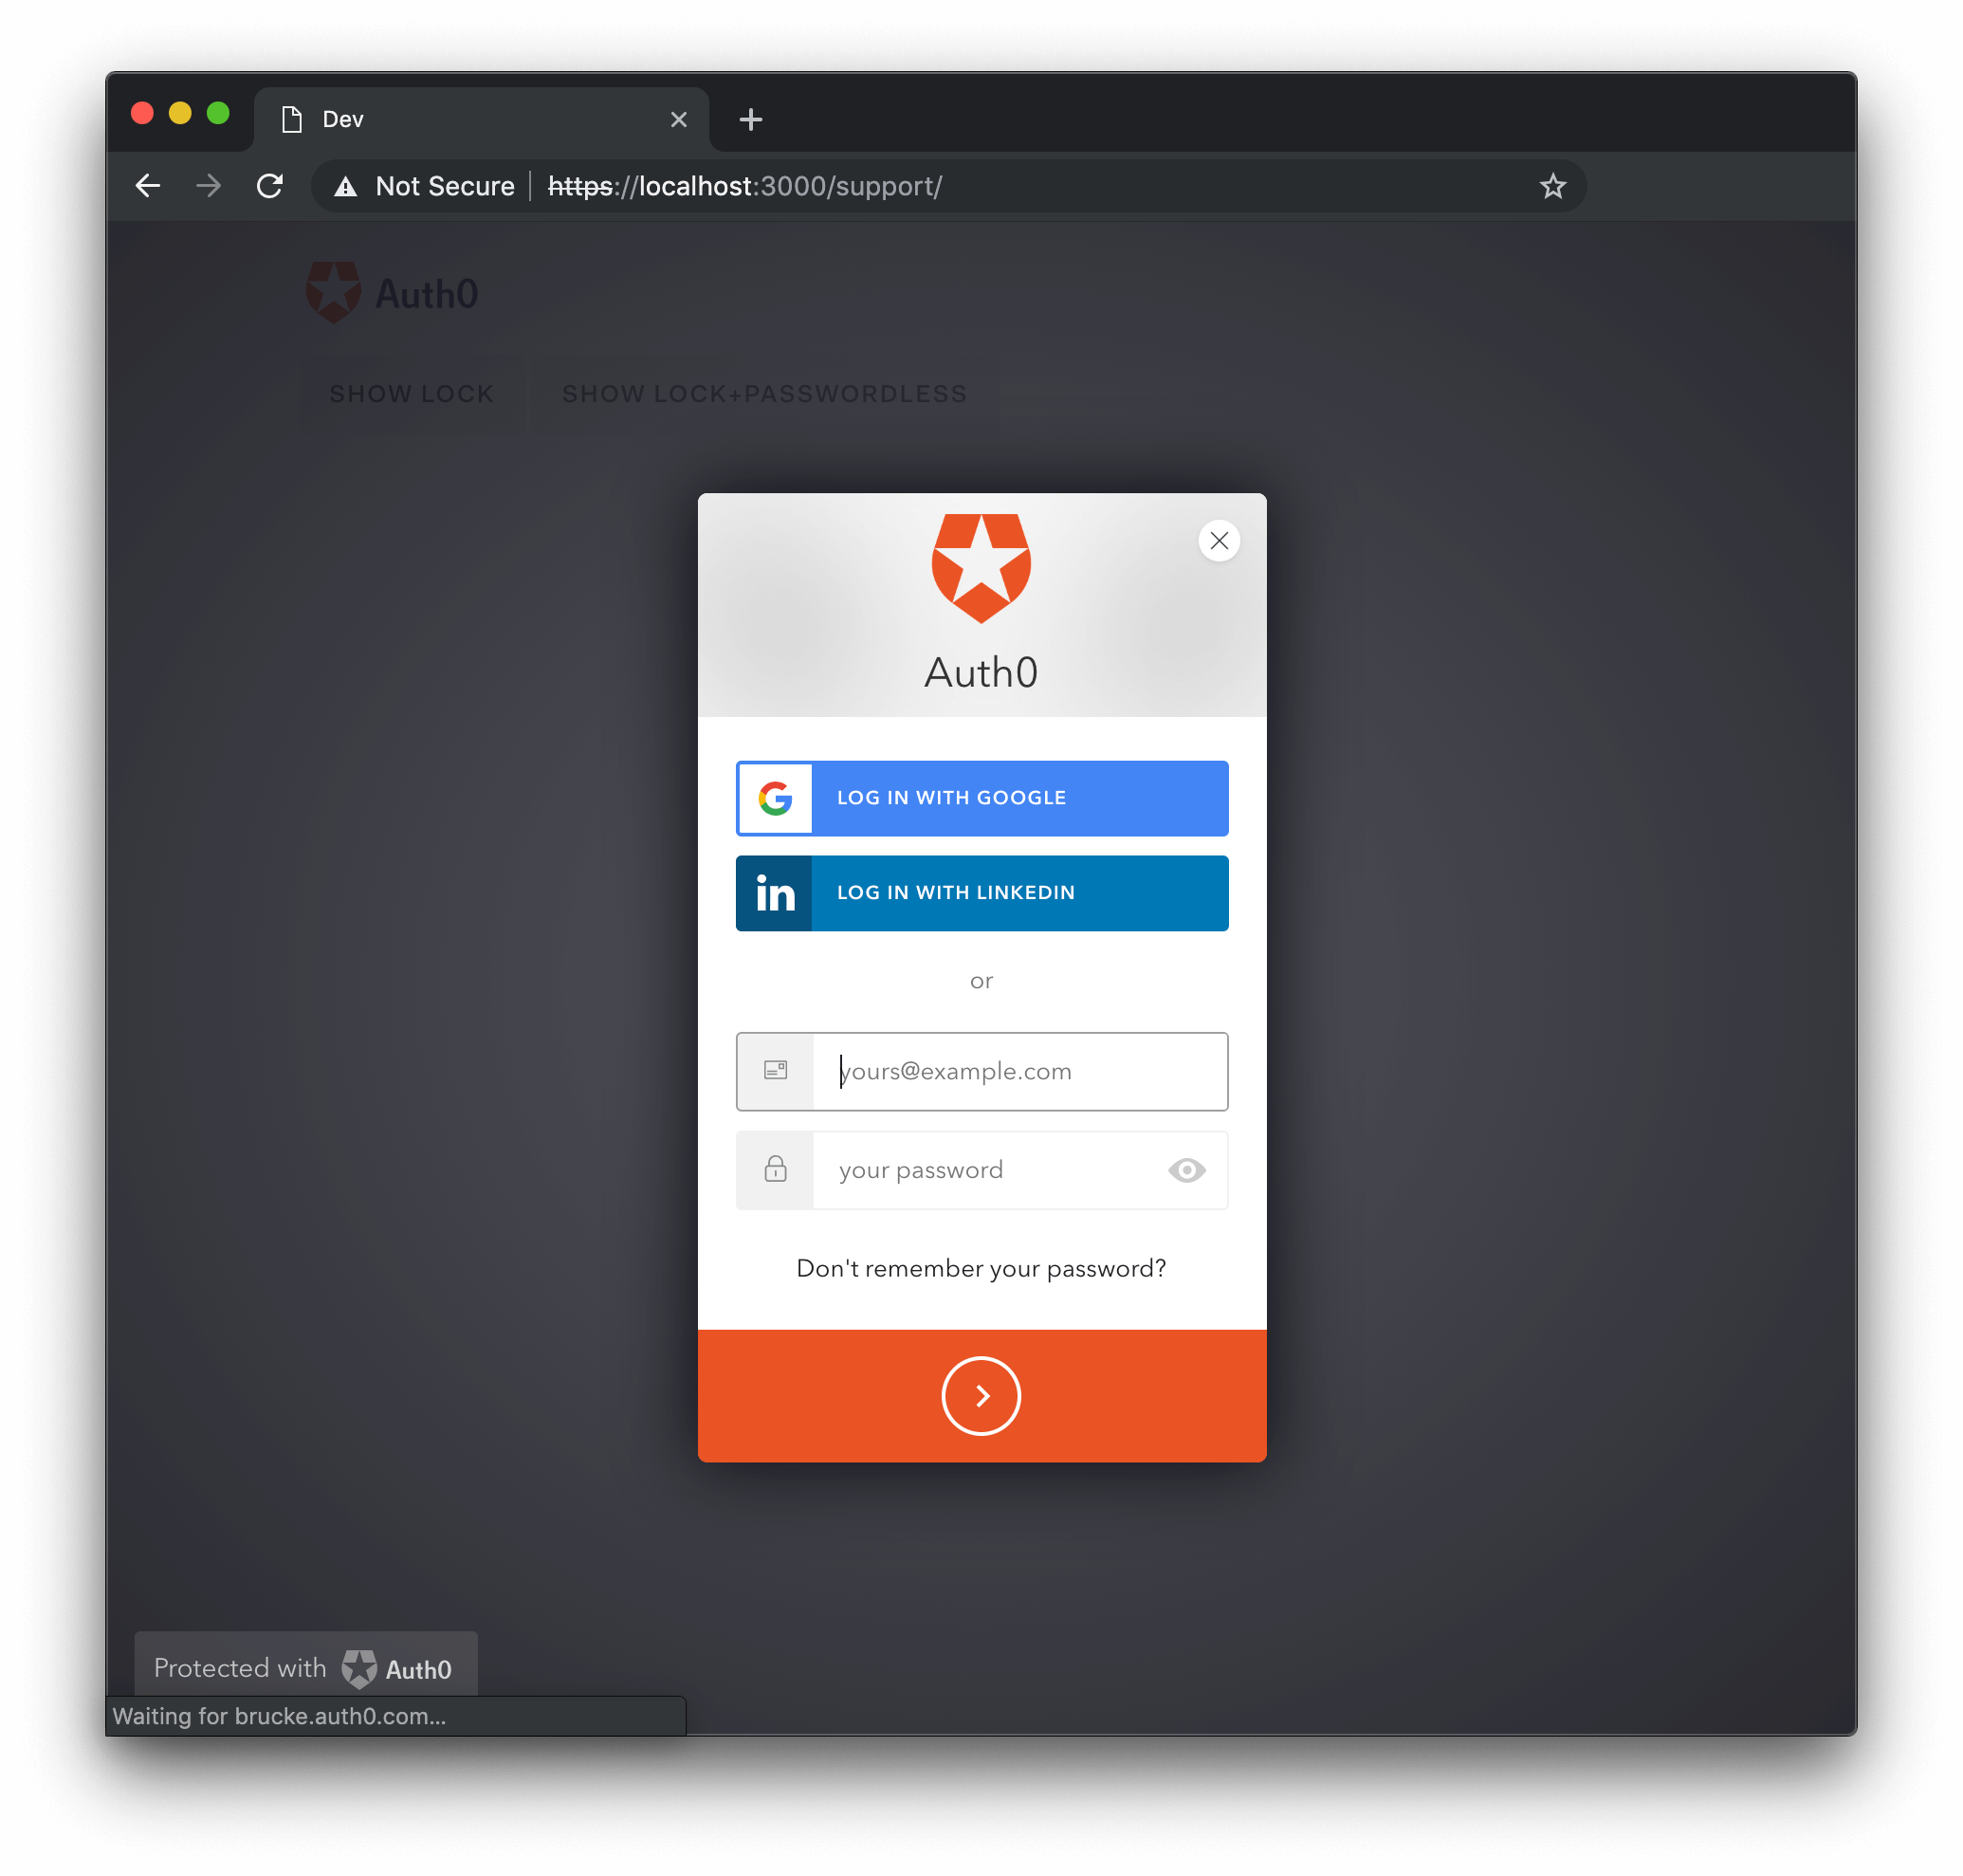 Dev
Not Secure https://localhost:3000/support/
Auth0
SHOW LOCK SHOW LOCK+PASSWORDLESS
Auth0
LOG IN WITH GOOGLE
in LOG IN WITH LINKEDIN
or
yours@example.com
your password
Don't remember your password?
Protected with Auth0
Waiting for brucke.auth0.com...